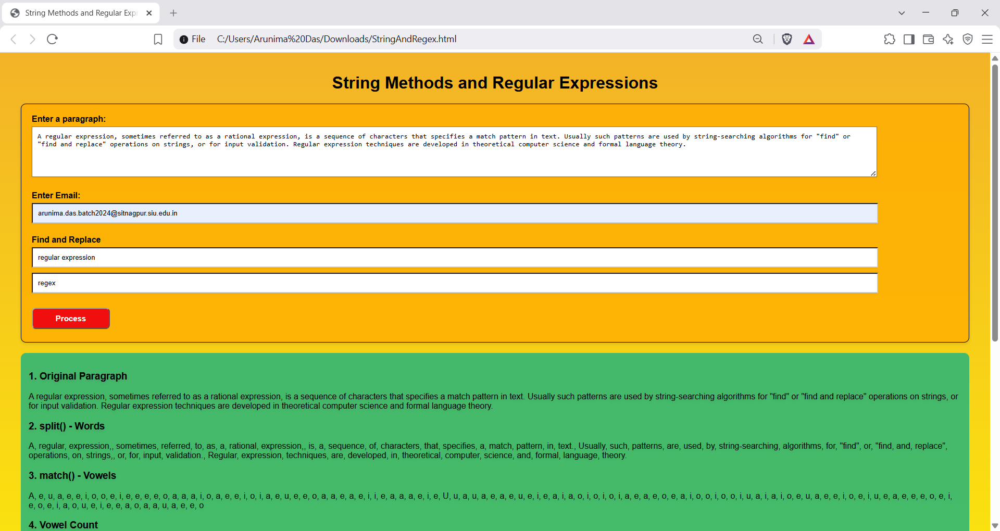 String Methods and Regular Exp
File C:/Users/Arunima%20Das/Downloads/StringAndRegex.html
String Methods and Regular Expressions
Enter a paragraph:
A regular expression, sometimes referred to as a rational expression, is a sequence of characters that specifies a match pattern in text. Usually such patterns are used by string-searching algorithms for "find" or
"find and replace" operations on strings, or for input validation. Regular expression techniques are developed in theoretical computer science and formal language theory.
Enter Email:
arunima.das.batch2024@sitnagpur.siu.edu.in
Find and Replace
regular expression
regex
Process
1. Original Paragraph
A regular expression, sometimes referred to as a rational expression, is a sequence of characters that specifies a match pattern in text. Usually such patterns are used by string-searching algorithms for "find" or "find and replace" operations on strings, or
for input validation. Regular expression techniques are developed in theoretical computer science and formal language theory.
2. split() - Words
A, regular, expression,, sometimes, referred, to, as, a, rational, expression,, is, a, sequence, of, characters, that, specifies, a, match, pattern, in, text., Usually, such, patterns, are, used, by, string-searching, algorithms, for, "find", or, "find, and, replace",
operations, on, strings,, or, for, input, validation., Regular, expression, techniques, are, developed, in, theoretical, computer, science, and, formal, language, theory.
3. match() - Vowels
A, e, u, a, e, e, i, o, o, e, i, e, e, e, e, o, a, a, a, i, o, a, e, e, i, o, i, a, e, u, e, e, o, a, a, e, a, e, i, i, e, a, a, a, e, i, e, U, u, a, u, a, e, a, e, u, e, i, e, a, i, a, o, i, o, i, o, i, a, e, a, e, o, e, a, i, o, o, i, o, o, i, u, a, i, a, i, o, e, u, a, e, e, i, o, e, i, u, e, a, e, e, e, o, e, i,
e, o, e, i, a, o, u, e, i, e, e, a, o, a, a, u, a, e, e, o
4. Vowel Count